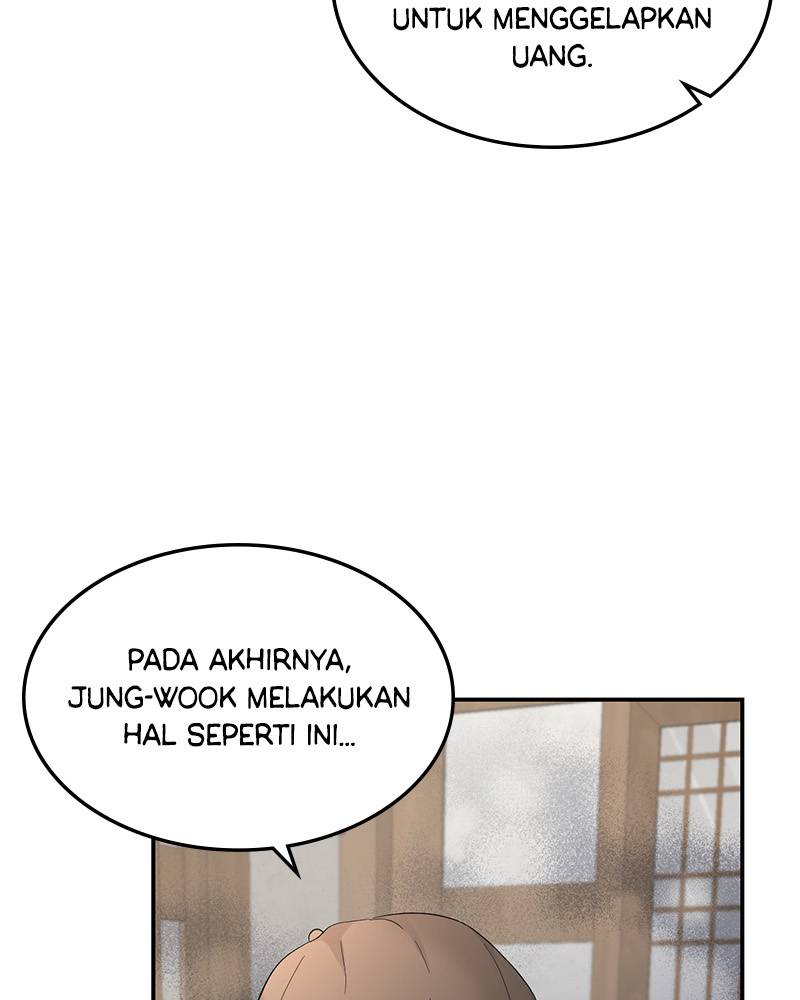 UNTUK MENGGELAPKAN
UANG.
PADA AKHIRNYA,
JUNG-WOOK MELAKUKAN
HAL SEPERTI INI...